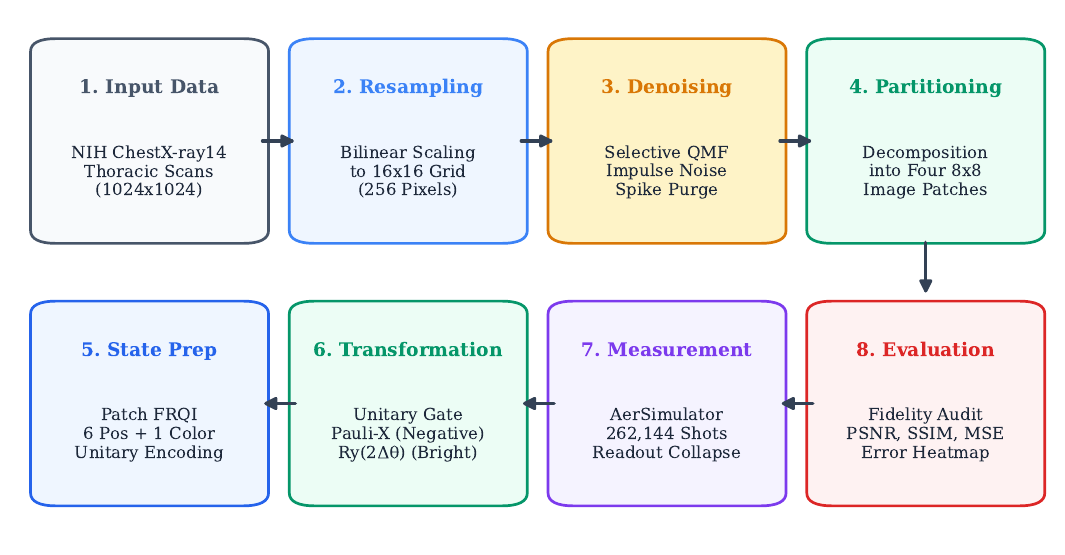 1. Input Data
NIH ChestX-ray14
Thoracic Scans
(1024x1024)
2. Resampling
Bilinear Scaling
to 16x16 Grid
(256 Pixels)
3. Denoising
Selective QMF
Impulse Noise
Spike Purge
4. Partitioning
Decomposition
into Four 8x8
Image Patches
5. State Prep
Patch FRQI
6 Pos + 1 Color
Unitary Encoding
6. Transformation
Unitary Gate
Pauli-X (Negative)
Ry(2Δθ) (Bright)
7. Measurement
AerSimulator
262,144 Shots
Readout Collapse
8. Evaluation
Fidelity Audit
PSNR, SSIM, MSE
Error Heatmap